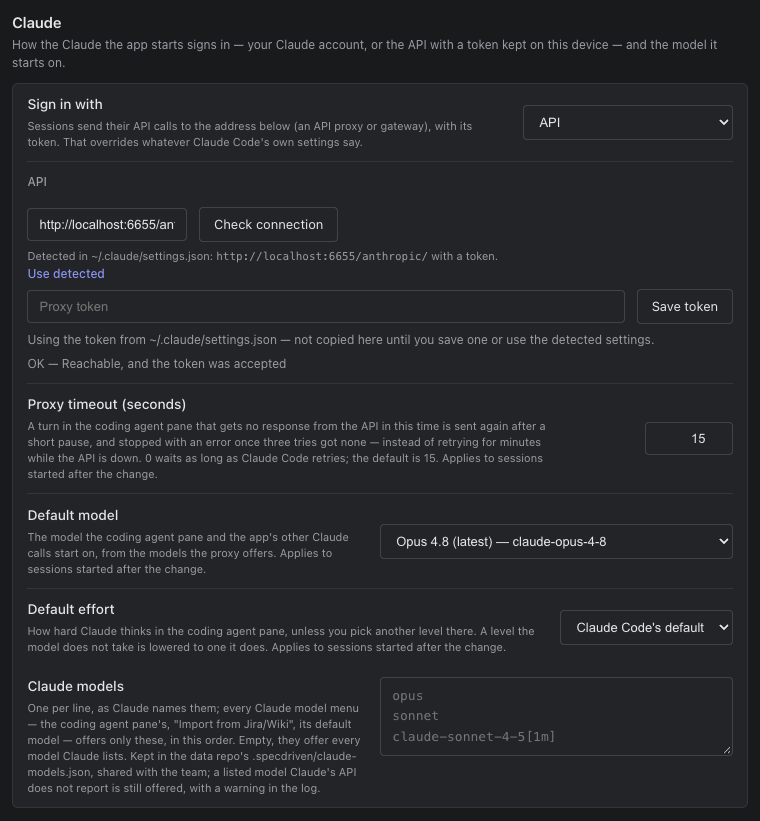 Claude
How the Claude the app starts signs in — your Claude account, or the API with a token kept on this device — and the model it
starts on.
Sign in with
Sessions send their API calls to the address below (an API proxy or gateway), with its
token. That overrides whatever Claude Code's own settings say.
API
API
http://localhost:6655/an
Check connection
Detected in ~/.claude/settings.json: http://localhost:6655/anthropic/ with a token.
Use detected
Proxy token
Save token
Using the token from ~/.claude/settings.json — not copied here until you save one or use the detected settings.
OK — Reachable, and the token was accepted
Proxy timeout (seconds)
A turn in the coding agent pane that gets no response from the API in this time is sent again after a
short pause, and stopped with an error once three tries got none — instead of retrying for minutes
while the API is down. 0 waits as long as Claude Code retries; the default is 15. Applies to sessions
started after the change.
15
Default model
The model the coding agent pane and the app's other Claude
calls start on, from the models the proxy offers. Applies to
sessions started after the change.
Opus 4.8 (latest) — claude-opus-4-8
Default effort
How hard Claude thinks in the coding agent pane, unless you pick another level there. A level the
model does not take is lowered to one it does. Applies to sessions started after the change.
Claude Code's default
Claude models
One per line, as Claude names them; every Claude model menu
— the coding agent pane's, "Import from Jira/Wiki", its default
model — offers only these, in this order. Empty, they offer every
model Claude lists. Kept in the data repo's .specdriven/claude-
models.json, shared with the team; a listed model Claude's API
does not report is still offered, with a warning in the log.
opus
sonnet
claude-sonnet-4-5[1m]